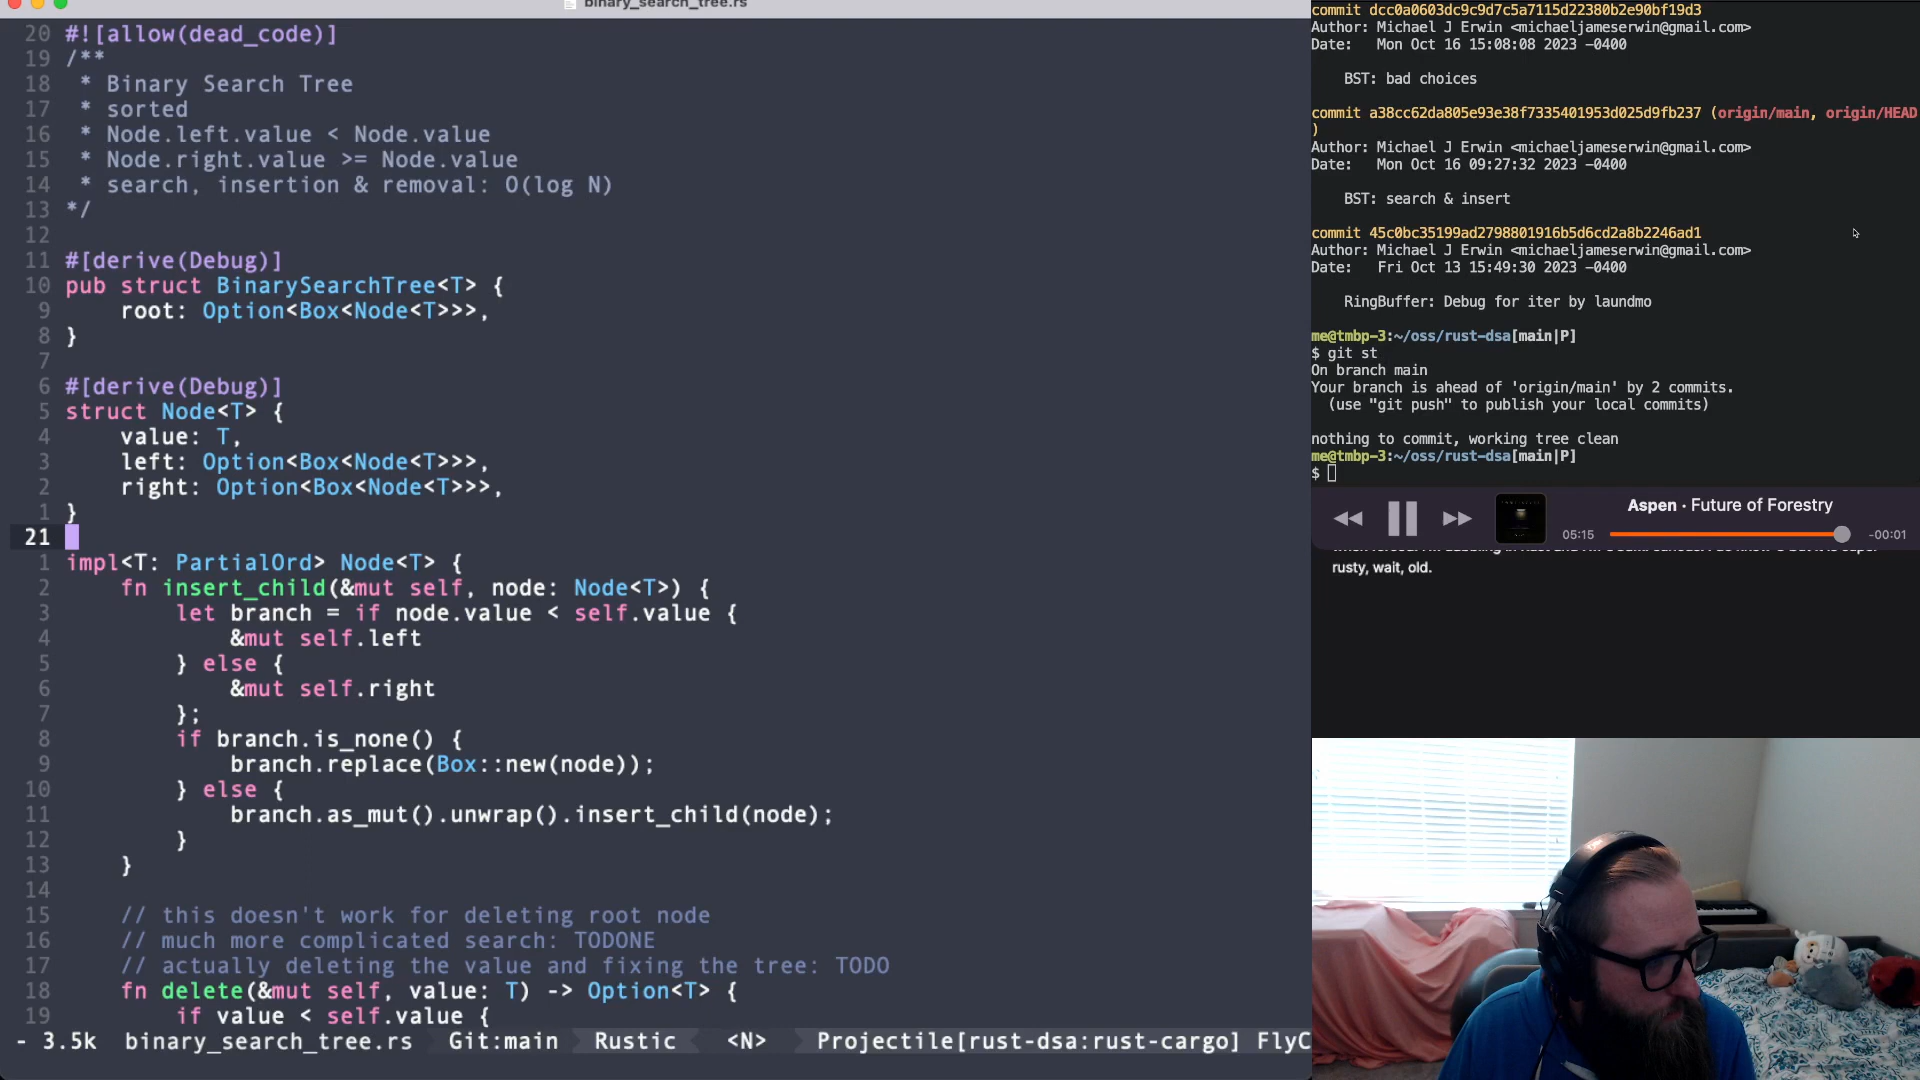 binary_search_tree.rs
20 #![allow(dead_code)]
19 /**
18  * Binary Search Tree
17  * sorted
16  * Node.left.value < Node.value
15  * Node.right.value >= Node.value
14  * search, insertion & removal: O(log N)
13 */
12
11 #[derive(Debug)]
10 pub struct BinarySearchTree<T> {
9     root: Option<Box<Node<T>>>,
8 }
7
6 #[derive(Debug)]
5 struct Node<T> {
4     value: T,
3     left: Option<Box<Node<T>>>,
2     right: Option<Box<Node<T>>>,
1 }
21
1 impl<T: PartialOrd> Node<T> {
2     fn insert_child(&mut self, node: Node<T>) {
3         let branch = if node.value < self.value {
4             &mut self.left
5         } else {
6             &mut self.right
7         };
8         if branch.is_none() {
9             branch.replace(Box::new(node));
10         } else {
11             branch.as_mut().unwrap().insert_child(node);
12         }
13     }
14
15     // this doesn't work for deleting root node
16     // much more complicated search: TODONE
17     // actually deleting the value and fixing the tree: TODO
18     fn delete(&mut self, value: T) -> Option<T> {
19         if value < self.value {
- 3.5k binary_search_tree.rs Git:main Rustic <N> Projectile[rust-dsa:rust-cargo] FlyC
commit dcc0a0603dc9c9d7c5a7115d22380b2e90bf19d3
Author: Michael J Erwin <michaeljameserwin@gmail.com>
Date:   Mon Oct 16 15:08:08 2023 -0400
    BST: bad choices
commit a38cc62da805e93e38f7335401953d025d9fb237 (origin/main, origin/HEAD
)
Author: Michael J Erwin <michaeljameserwin@gmail.com>
Date:   Mon Oct 16 09:27:32 2023 -0400
    BST: search & insert
commit 45c0bc35199ad2798801916b5d6cd2a8b2246ad1
Author: Michael J Erwin <michaeljameserwin@gmail.com>
Date:   Fri Oct 13 15:49:30 2023 -0400
    RingBuffer: Debug for iter by laundmo
me@tmbp-3:~/oss/rust-dsa[main|P]
$ git st
On branch main
Your branch is ahead of 'origin/main' by 2 commits.
  (use "git push" to publish your local commits)
nothing to commit, working tree clean
me@tmbp-3:~/oss/rust-dsa[main|P]
$
Aspen · Future of Forestry
05:15 -00:01
rusty, wait, old.